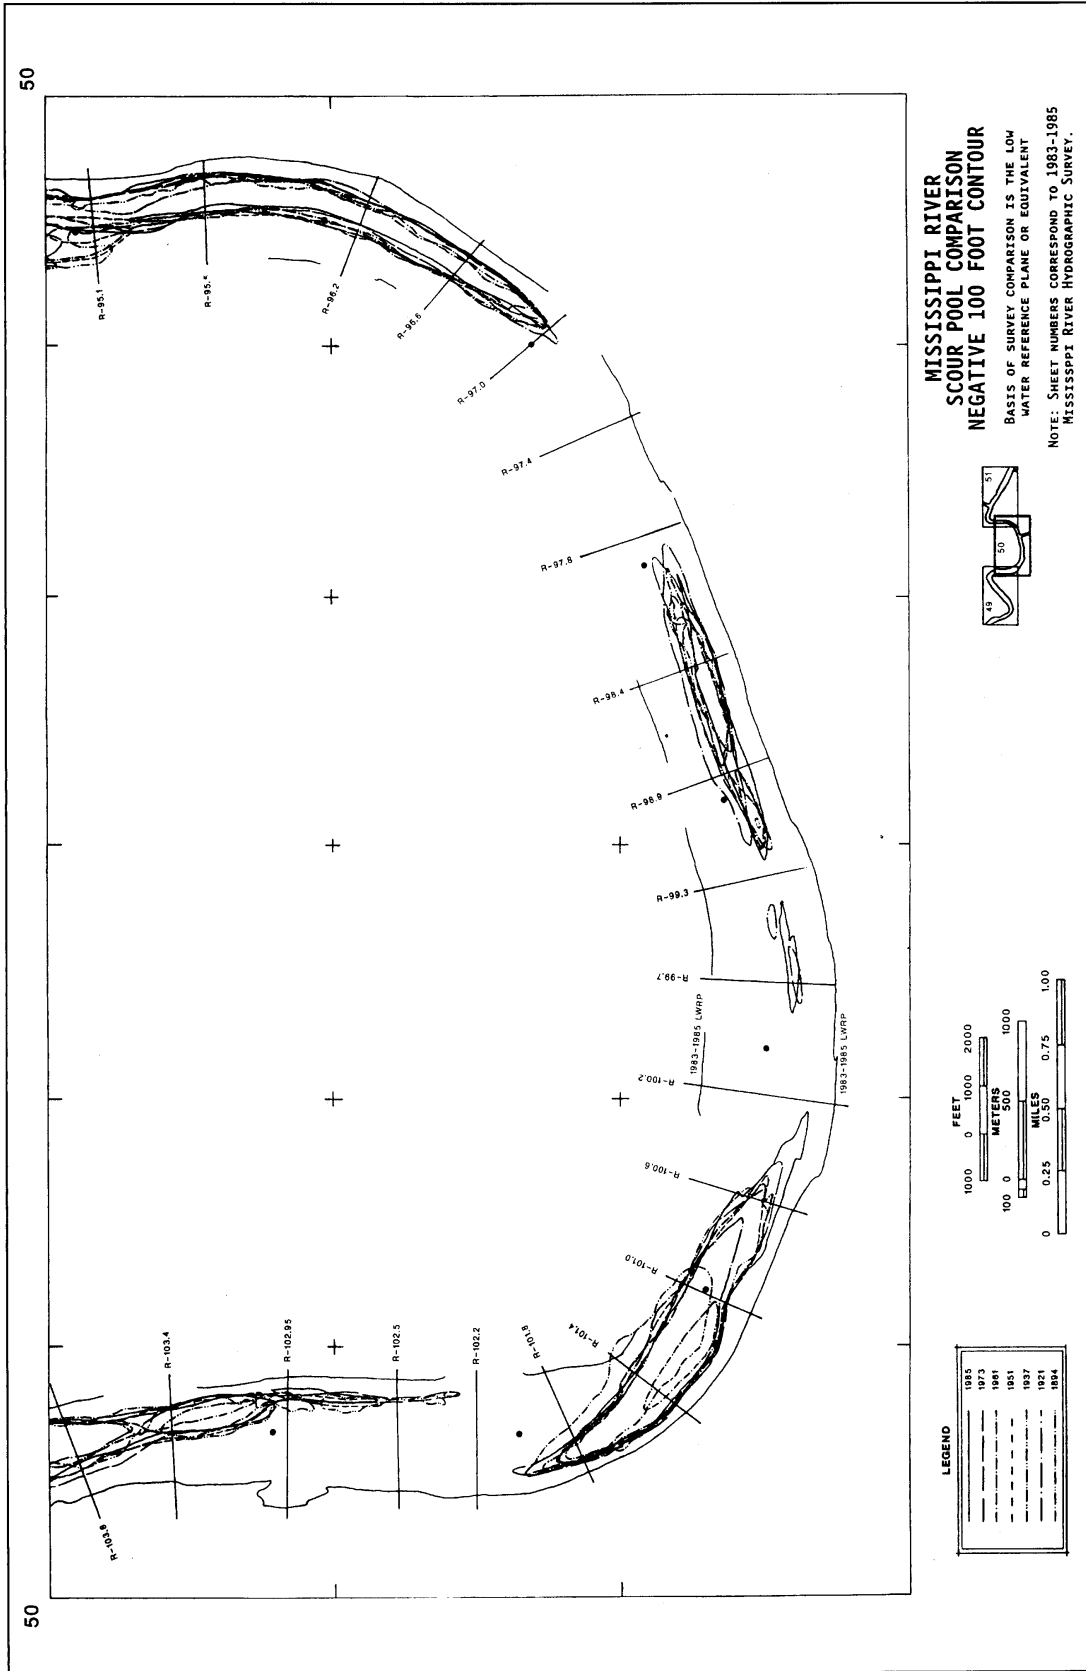 50
50
R-95.1
R-95.5
R-96.2
R-96.6
R-97.0
R-97.4
R-97.8
R-98.4
R-98.9
R-99.3
R-99.7
1983-1985 LWRP
1983-1985 LWRP
R-100.2
R-100.6
R-101.0
R-101.4
R-101.8
R-102.2
R-102.5
R-102.95
R-103.4
R-103.8
MISSISSIPPI RIVER
SCOUR POOL COMPARISON
NEGATIVE 100 FOOT CONTOUR
BASIS OF SURVEY COMPARISON IS THE LOW
WATER REFERENCE PLANE OR EQUIVALENT
NOTE: SHEET NUMBERS CORRESPOND TO 1983-1985
MISSISSPPI RIVER HYDROGRAPHIC SURVEY.
49
50
51
FEET
1000 0 1000 2000
METERS
100 0 500 1000
MILES
0 0.25 0.50 0.75 1.00
LEGEND
1985
1973
1961
1951
1937
1921
1894